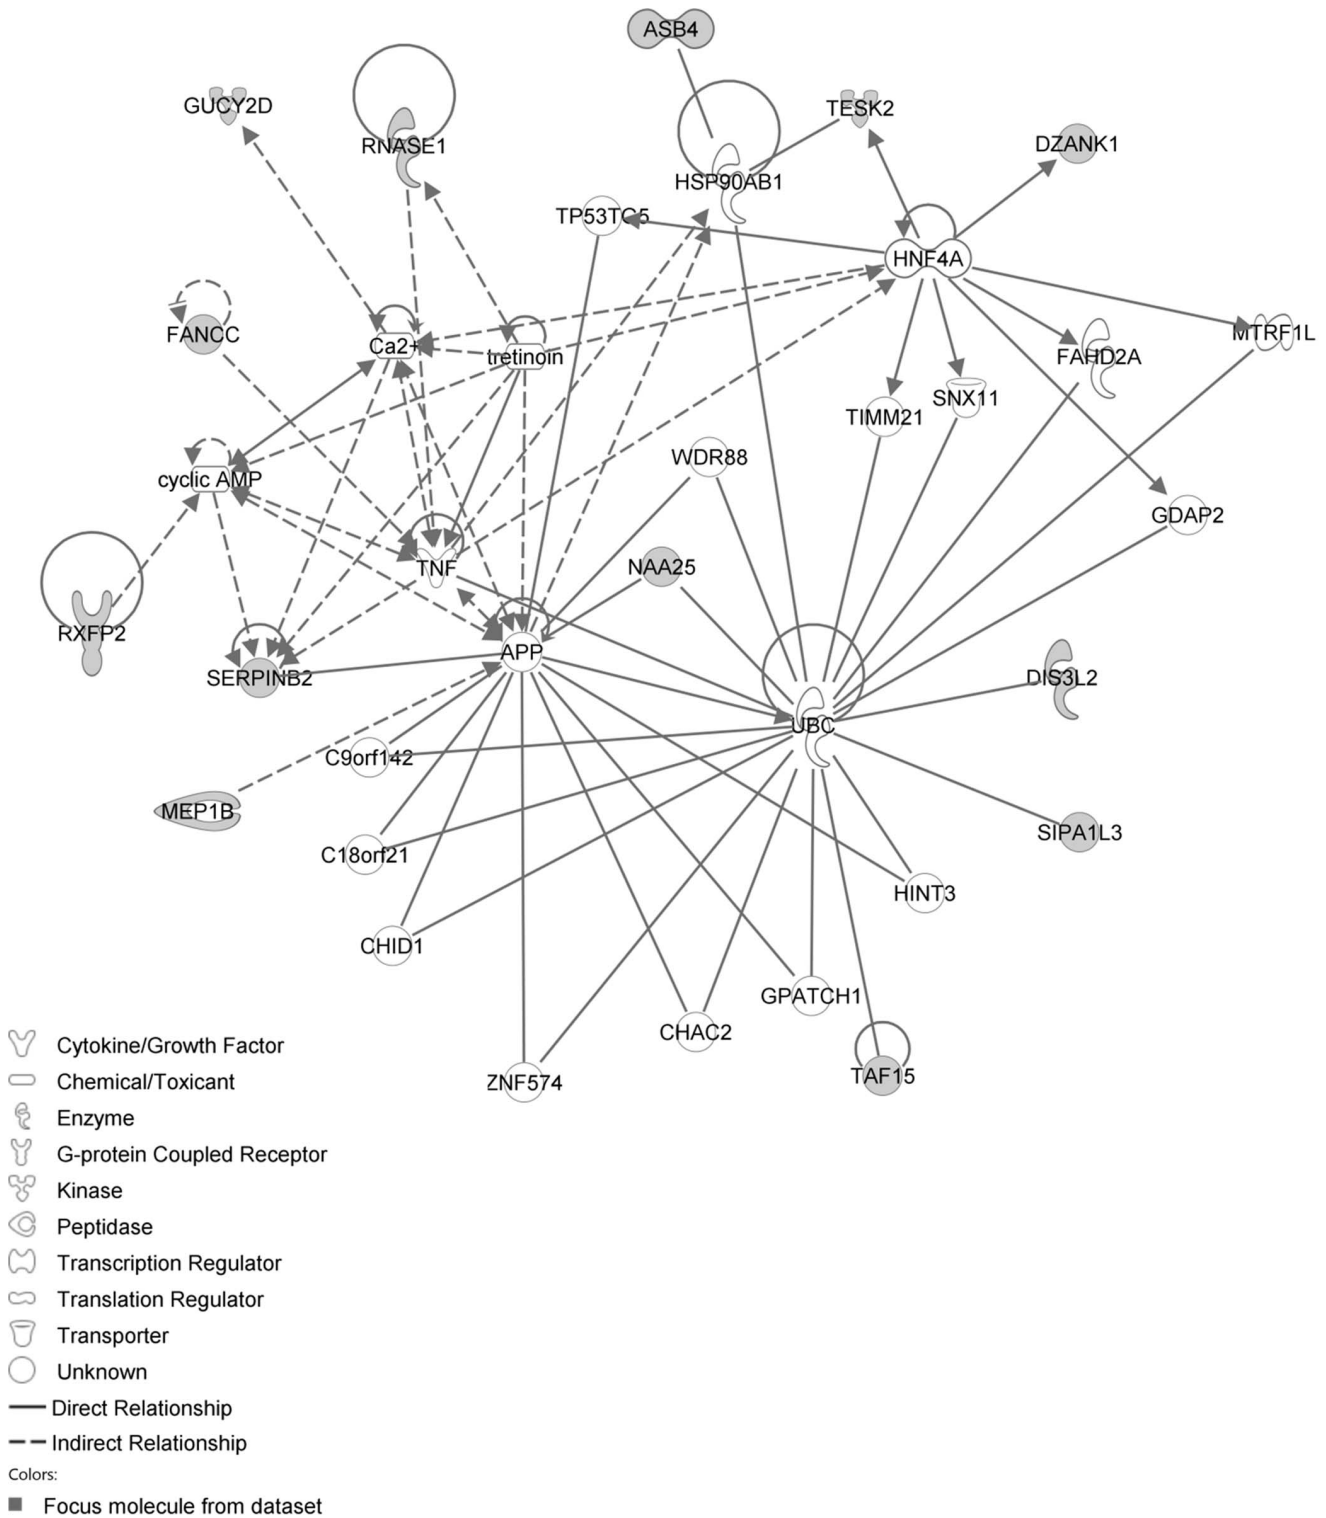 ASB4
GUCY2D
TESK2
RNASE1
DZANK1
HSP90AB1
TP53TG5
HNF4A
FANCC
Ca2+
tretinoin
MTRF1L
FAHD2A
SNX11
TIMM21
WDR88
cyclic AMP
GDAP2
TNF
NAA25
RXFP2
APP
SERPINB2
DIS3L2
UBC
C9orf142
MEP1B
SIPA1L3
C18orf21
HINT3
CHID1
GPATCH1
CHAC2
TAF15
ZNF574
Cytokine/Growth Factor
Chemical/Toxicant
Enzyme
G-protein Coupled Receptor
Kinase
Peptidase
Transcription Regulator
Translation Regulator
Transporter
Unknown
Direct Relationship
Indirect Relationship
Colors:
Focus molecule from dataset